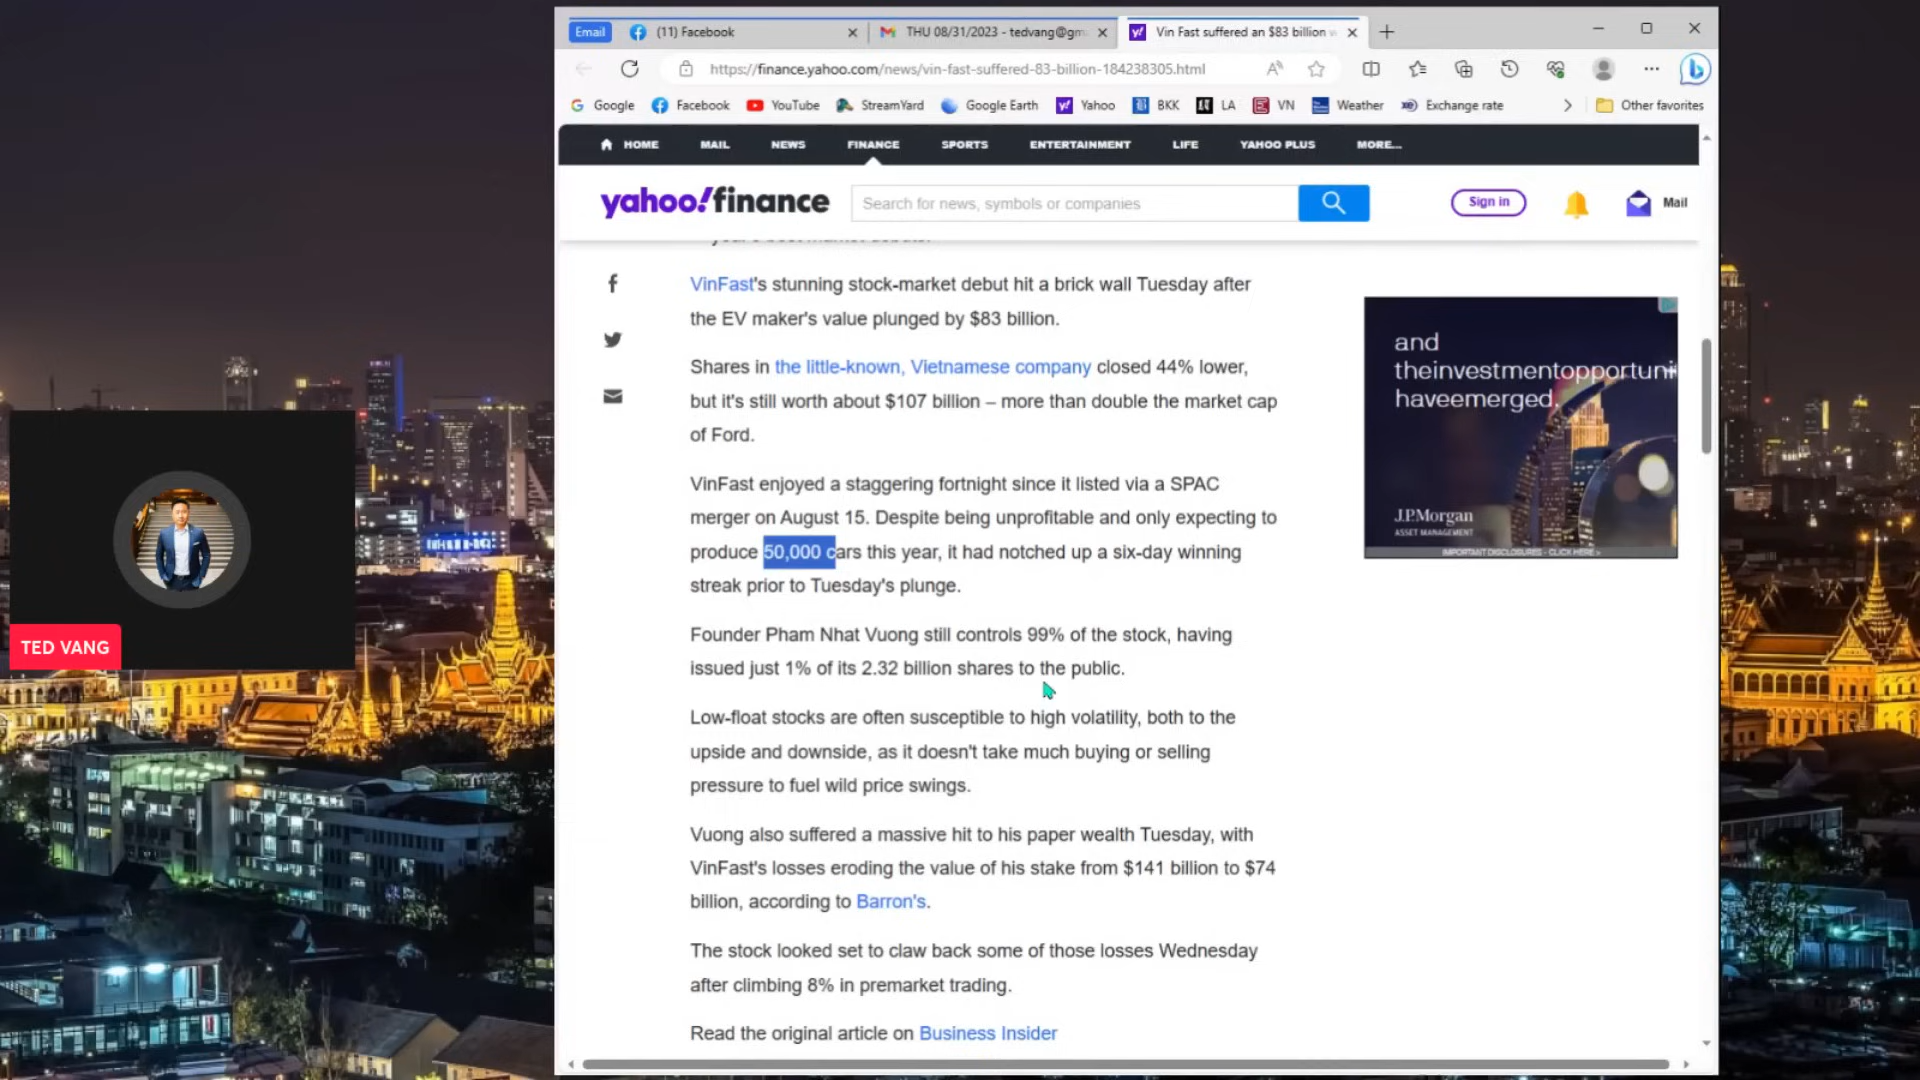 Email
(11) Facebook
THU 08/31/2023 - tedvang@gm
Vin Fast suffered an $83 billion
https://finance.yahoo.com/news/vin-fast-suffered-83-billion-184238305.html
Google
Facebook
YouTube
StreamYard
Google Earth
Yahoo
BKK
LA
VN
Weather
Exchange rate
Other favorites
HOME
MAIL
NEWS
FINANCE
SPORTS
ENTERTAINMENT
LIFE
YAHOO PLUS
MORE...
yahoo!finance
Search for news, symbols or companies
Sign in
Mail
VinFast's stunning stock-market debut hit a brick wall Tuesday after
the EV maker's value plunged by $83 billion.
Shares in the little-known, Vietnamese company closed 44% lower,
but it's still worth about $107 billion – more than double the market cap
of Ford.
VinFast enjoyed a staggering fortnight since it listed via a SPAC
merger on August 15. Despite being unprofitable and only expecting to
produce 50,000 cars this year, it had notched up a six-day winning
streak prior to Tuesday's plunge.
Founder Pham Nhat Vuong still controls 99% of the stock, having
issued just 1% of its 2.32 billion shares to the public.
Low-float stocks are often susceptible to high volatility, both to the
upside and downside, as it doesn't take much buying or selling
pressure to fuel wild price swings.
Vuong also suffered a massive hit to his paper wealth Tuesday, with
VinFast's losses eroding the value of his stake from $141 billion to $74
billion, according to Barron's.
The stock looked set to claw back some of those losses Wednesday
after climbing 8% in premarket trading.
Read the original article on Business Insider
and
theinvestmentopportuni
haveemerged.
J.P.Morgan
ASSET MANAGEMENT
IMPORTANT DISCLOSURES - CLICK HERE >
TED VANG